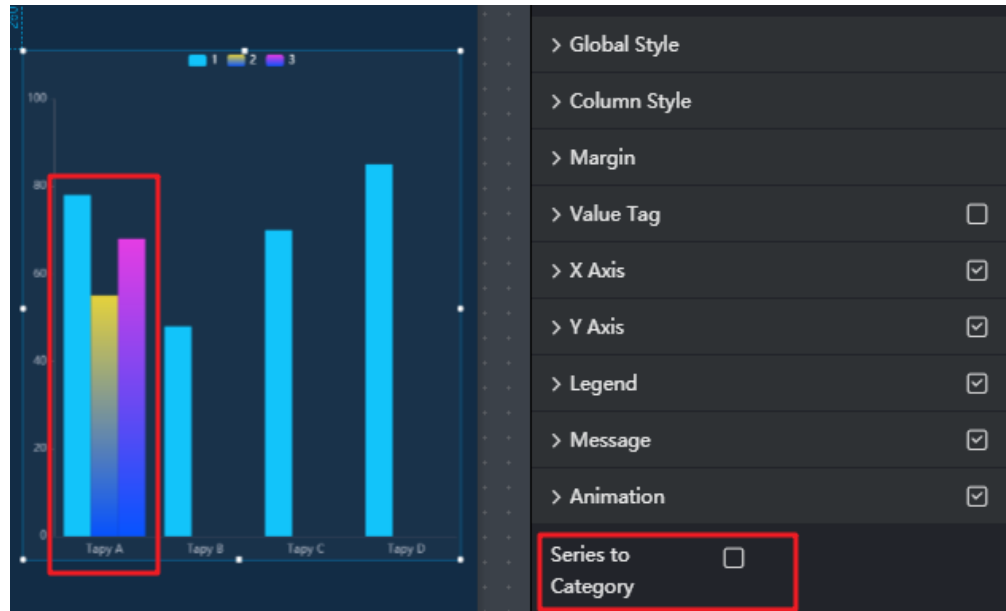 280
1 2 3
100
80
60
40
20
0
Tapy A Tapy B Tapy C Tapy D
Global Style
Column Style
Margin
Value Tag
X Axis
Y Axis
Legend
Message
Animation
Series to
Category